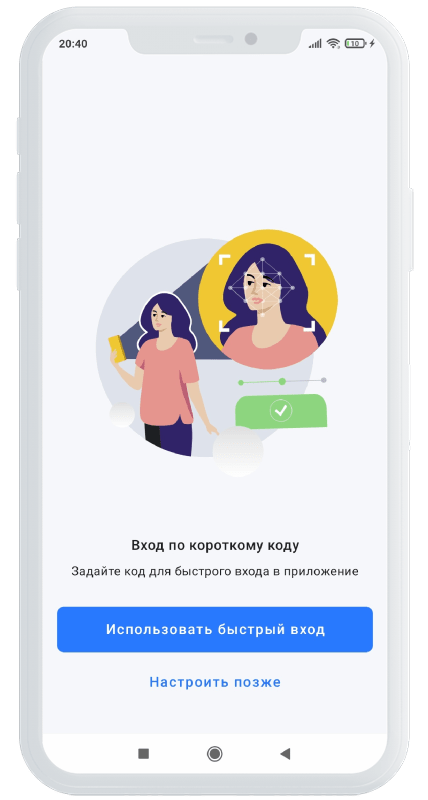 20:40
10
Вход по короткому коду
Задайте код для быстрого входа в приложение
Использовать быстрый вход
Настроить позже